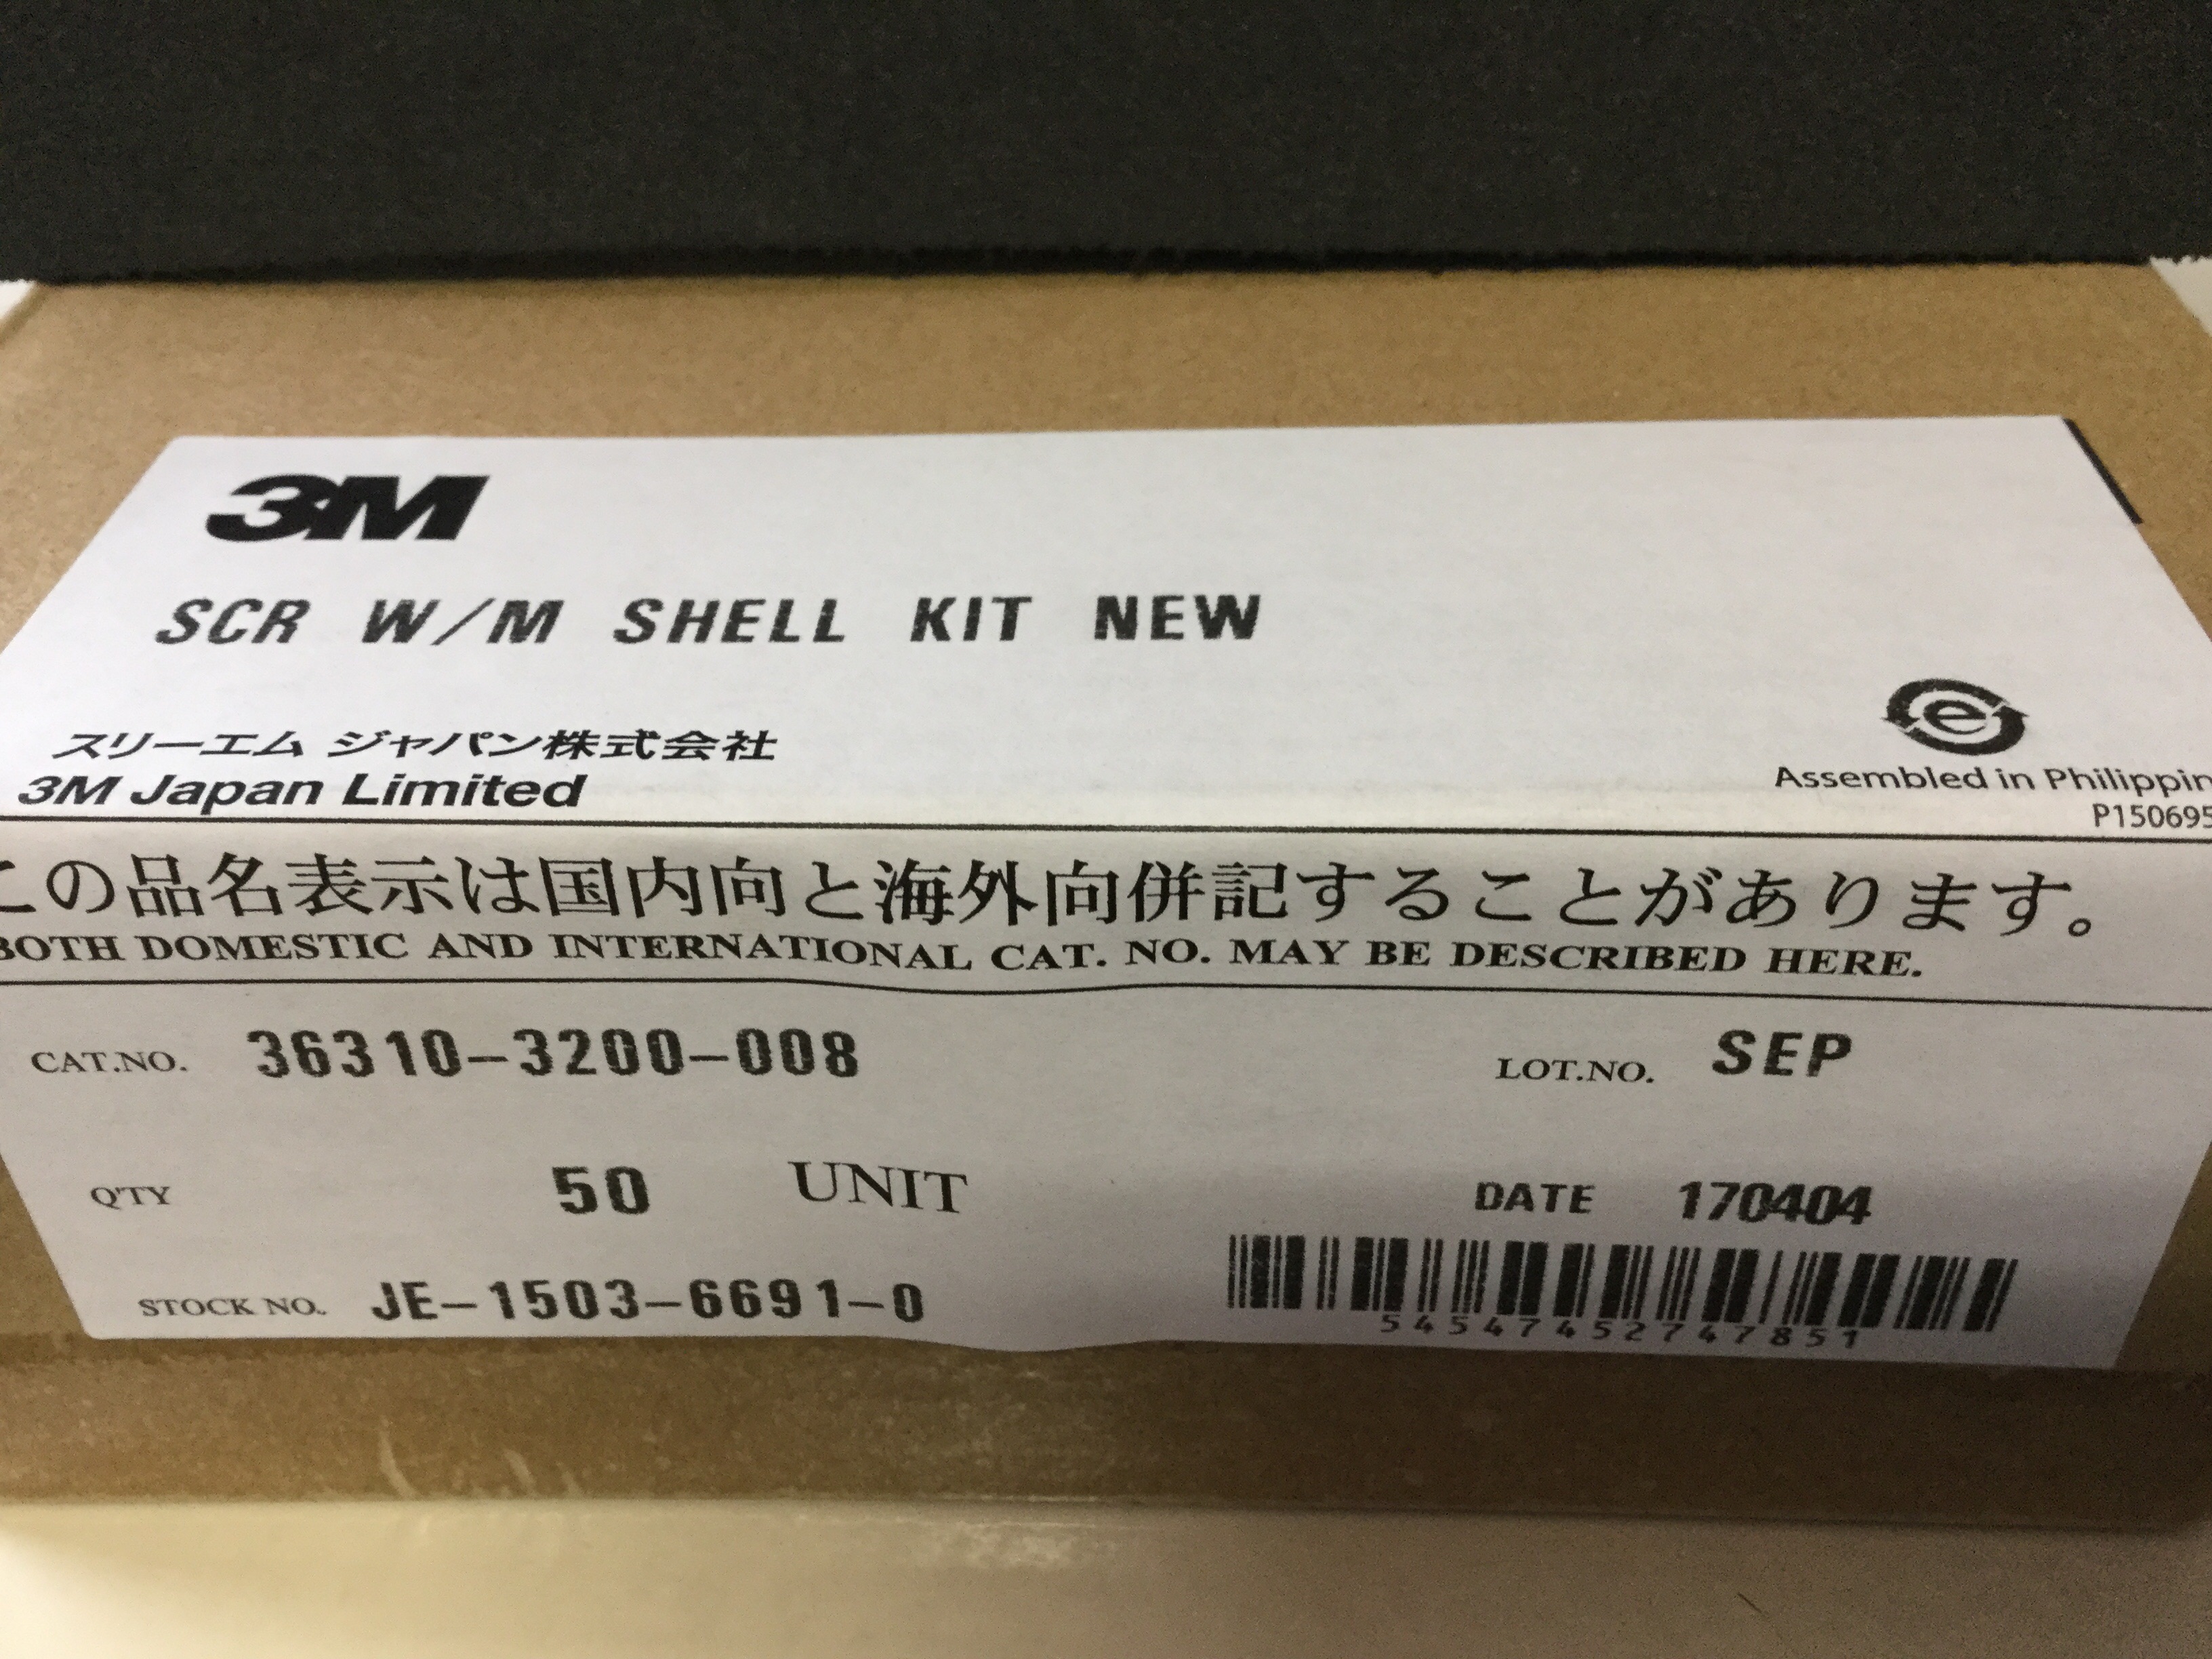 3M
SCR W/M SHELL KIT NEW
スリーエム ジャパン株式会社
3M Japan Limited
e
Assembled in Philippin
P150695
この品名表示は国内向と海外向併記することがあります。
BOTH DOMESTIC AND INTERNATIONAL CAT. NO. MAY BE DESCRIBED HERE.
CAT.NO. 36310-3200-008
LOT.NO. SEP
Q'TY 50 UNIT
DATE 170404
STOCK NO. JE-1503-6691-0
54547452747851